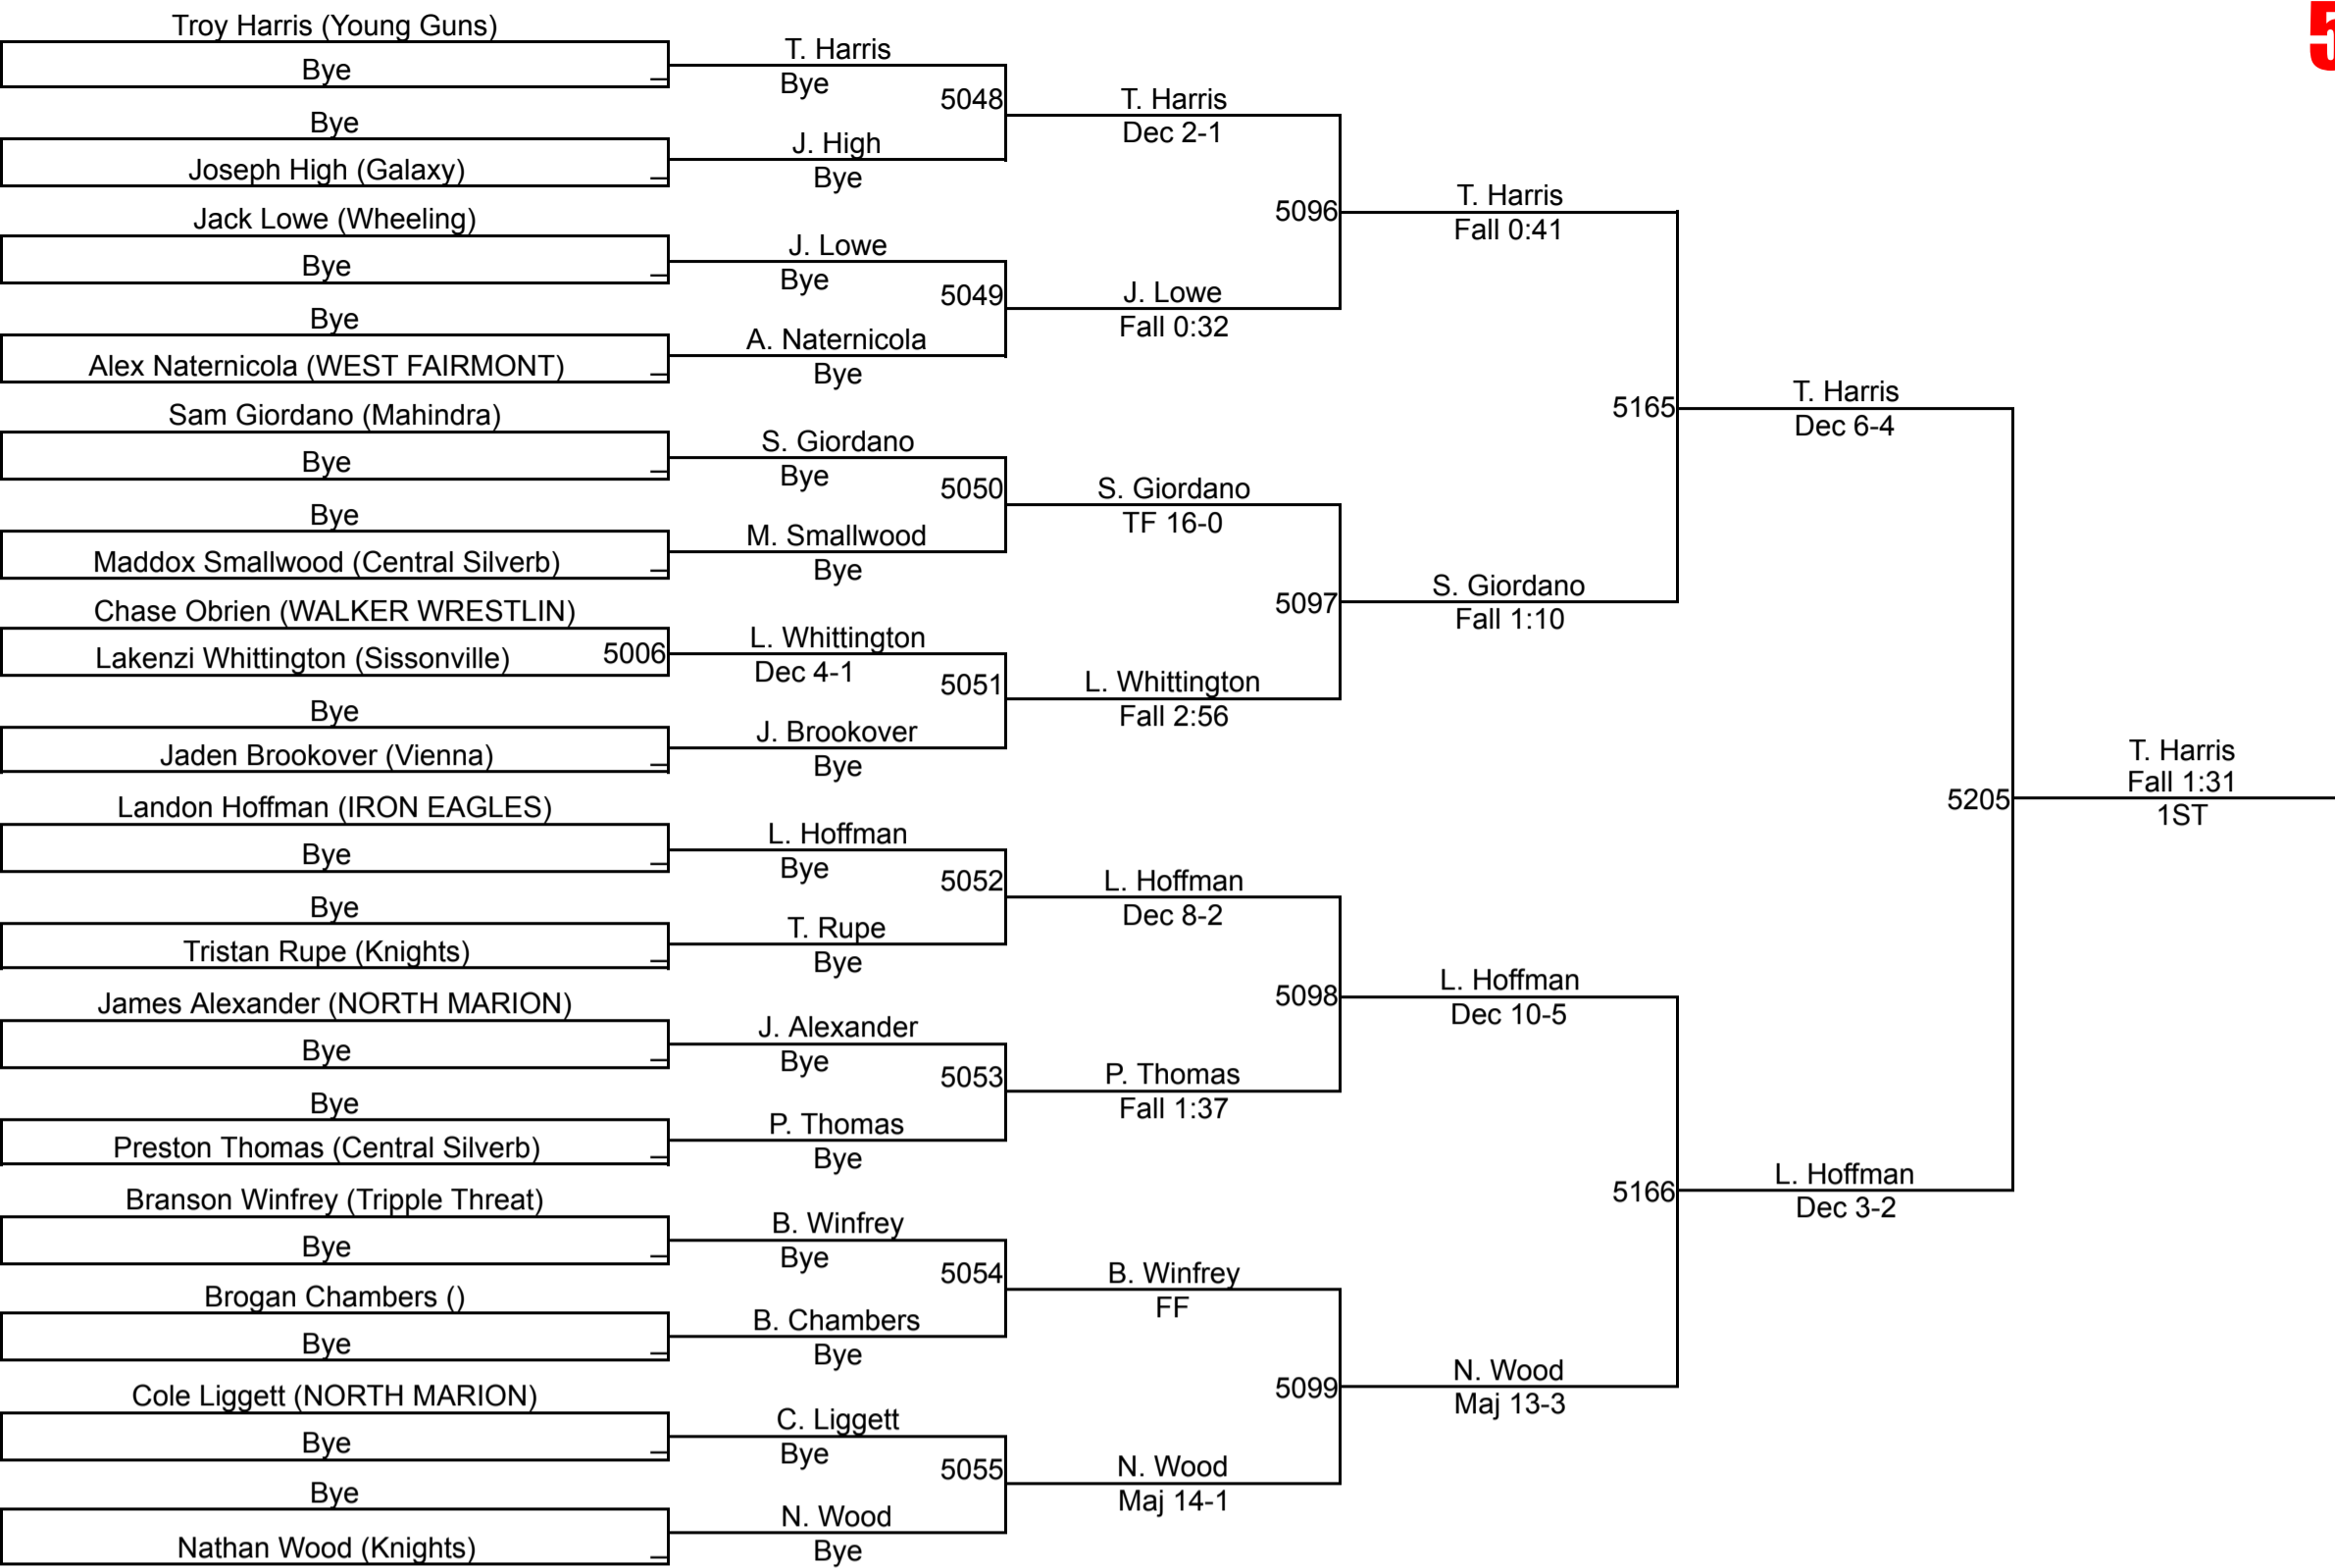 5
Troy Harris (Young Guns)
Bye
Bye
Joseph High (Galaxy)
Jack Lowe (Wheeling)
Bye
Bye
Alex Naternicola (WEST FAIRMONT)
Sam Giordano (Mahindra)
Bye
Bye
Maddox Smallwood (Central Silverb)
Chase Obrien (WALKER WRESTLIN)
Lakenzi Whittington (Sissonville) 5006
Bye
Jaden Brookover (Vienna)
Landon Hoffman (IRON EAGLES)
Bye
Bye
Tristan Rupe (Knights)
James Alexander (NORTH MARION)
Bye
Bye
Preston Thomas (Central Silverb)
Branson Winfrey (Tripple Threat)
Bye
Brogan Chambers ()
Bye
Cole Liggett (NORTH MARION)
Bye
Bye
Nathan Wood (Knights)
T. Harris
Bye
5048
J. High
Bye
J. Lowe
Bye
5049
A. Naternicola
Bye
S. Giordano
Bye
5050
M. Smallwood
Bye
L. Whittington
Dec 4-1
5051
J. Brookover
Bye
L. Hoffman
Bye
5052
T. Rupe
Bye
J. Alexander
Bye
5053
P. Thomas
Bye
B. Winfrey
Bye
5054
B. Chambers
Bye
C. Liggett
Bye
5055
N. Wood
Bye
T. Harris
Dec 2-1
5096
J. Lowe
Fall 0:32
S. Giordano
TF 16-0
5097
L. Whittington
Fall 2:56
L. Hoffman
Dec 8-2
5098
P. Thomas
Fall 1:37
B. Winfrey
FF
5099
N. Wood
Maj 14-1
T. Harris
Fall 0:41
5165
S. Giordano
Fall 1:10
L. Hoffman
Dec 10-5
5166
N. Wood
Maj 13-3
T. Harris
Dec 6-4
5205
L. Hoffman
Dec 3-2
T. Harris
Fall 1:31
1ST